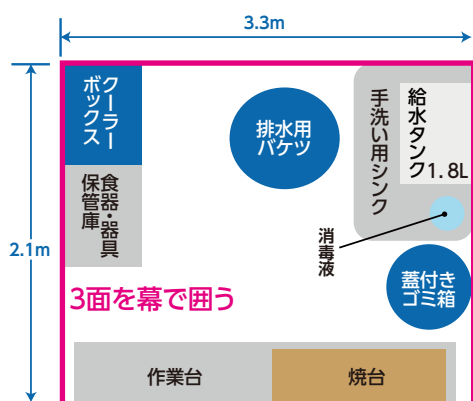 3.3m
2.1m
クーラー
ボックス
食器・器具
保管庫
排水用
バケツ
手洗い用シンク
給水タンク
1.8L
消毒液
蓋付き
ゴミ箱
3面を幕で囲う
作業台
焼台